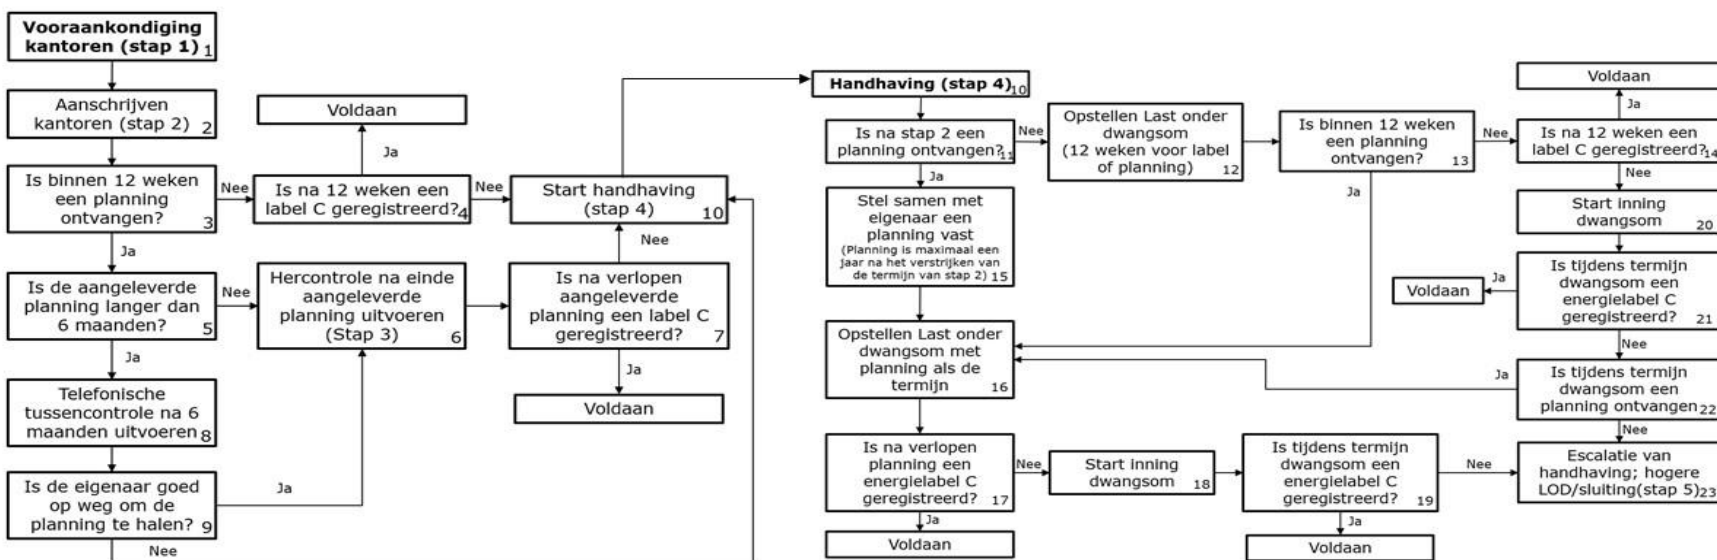 Vooraankondiging
kantoren (stap 1) 1
Aanschrijven
kantoren (stap 2) 2
Is binnen 12 weken
een planning
ontvangen? 3
Nee
Voldaan
Ja
Is na 12 weken een
label C geregistreerd? 4
Nee
Start handhaving
(stap 4) 10
Ja
Is de aangeleverde
planning langer dan
6 maanden? 5
Nee
Hercontrole na einde
aangeleverde
planning uitvoeren
(Stap 3) 6
Nee
Is na verlopen
aangeleverde
planning een label C
geregistreerd? 7
Ja
Voldaan
Ja
Telefonische
tussencontrole na 6
maanden uitvoeren 8
Is de eigenaar goed
op weg om de
planning te halen? 9
Ja
Nee
Handhaving (stap 4) 10
Is na stap 2 een
planning ontvangen? 11
Nee
Opstellen Last onder
dwangsom
(12 weken voor label
of planning) 12
Is binnen 12 weken
een planning
ontvangen? 13
Nee
Voldaan
Ja
Is na 12 weken een
label C geregistreerd? 14
Ja
Stel samen met
eigenaar een
planning vast
(Planning is maximaal een
jaar na het verstrijken van
de termijn van stap 2) 15
Ja
Nee
Start inning
dwangsom 20
Is tijdens termijn
dwangsom een
energielabel C
geregistreerd? 21
Ja
Voldaan
Nee
Is tijdens termijn
dwangsom een
planning ontvangen 22
Ja
Nee
Opstellen Last onder
dwangsom met
planning als de
termijn 16
Is na verlopen
planning een
energielabel C
geregistreerd? 17
Nee
Start inning
dwangsom 18
Is tijdens termijn
dwangsom een
energielabel C
geregistreerd? 19
Nee
Escalatie van
handhaving; hogere
LOD/sluiting(stap 5) 23
Ja
Voldaan
Ja
Voldaan